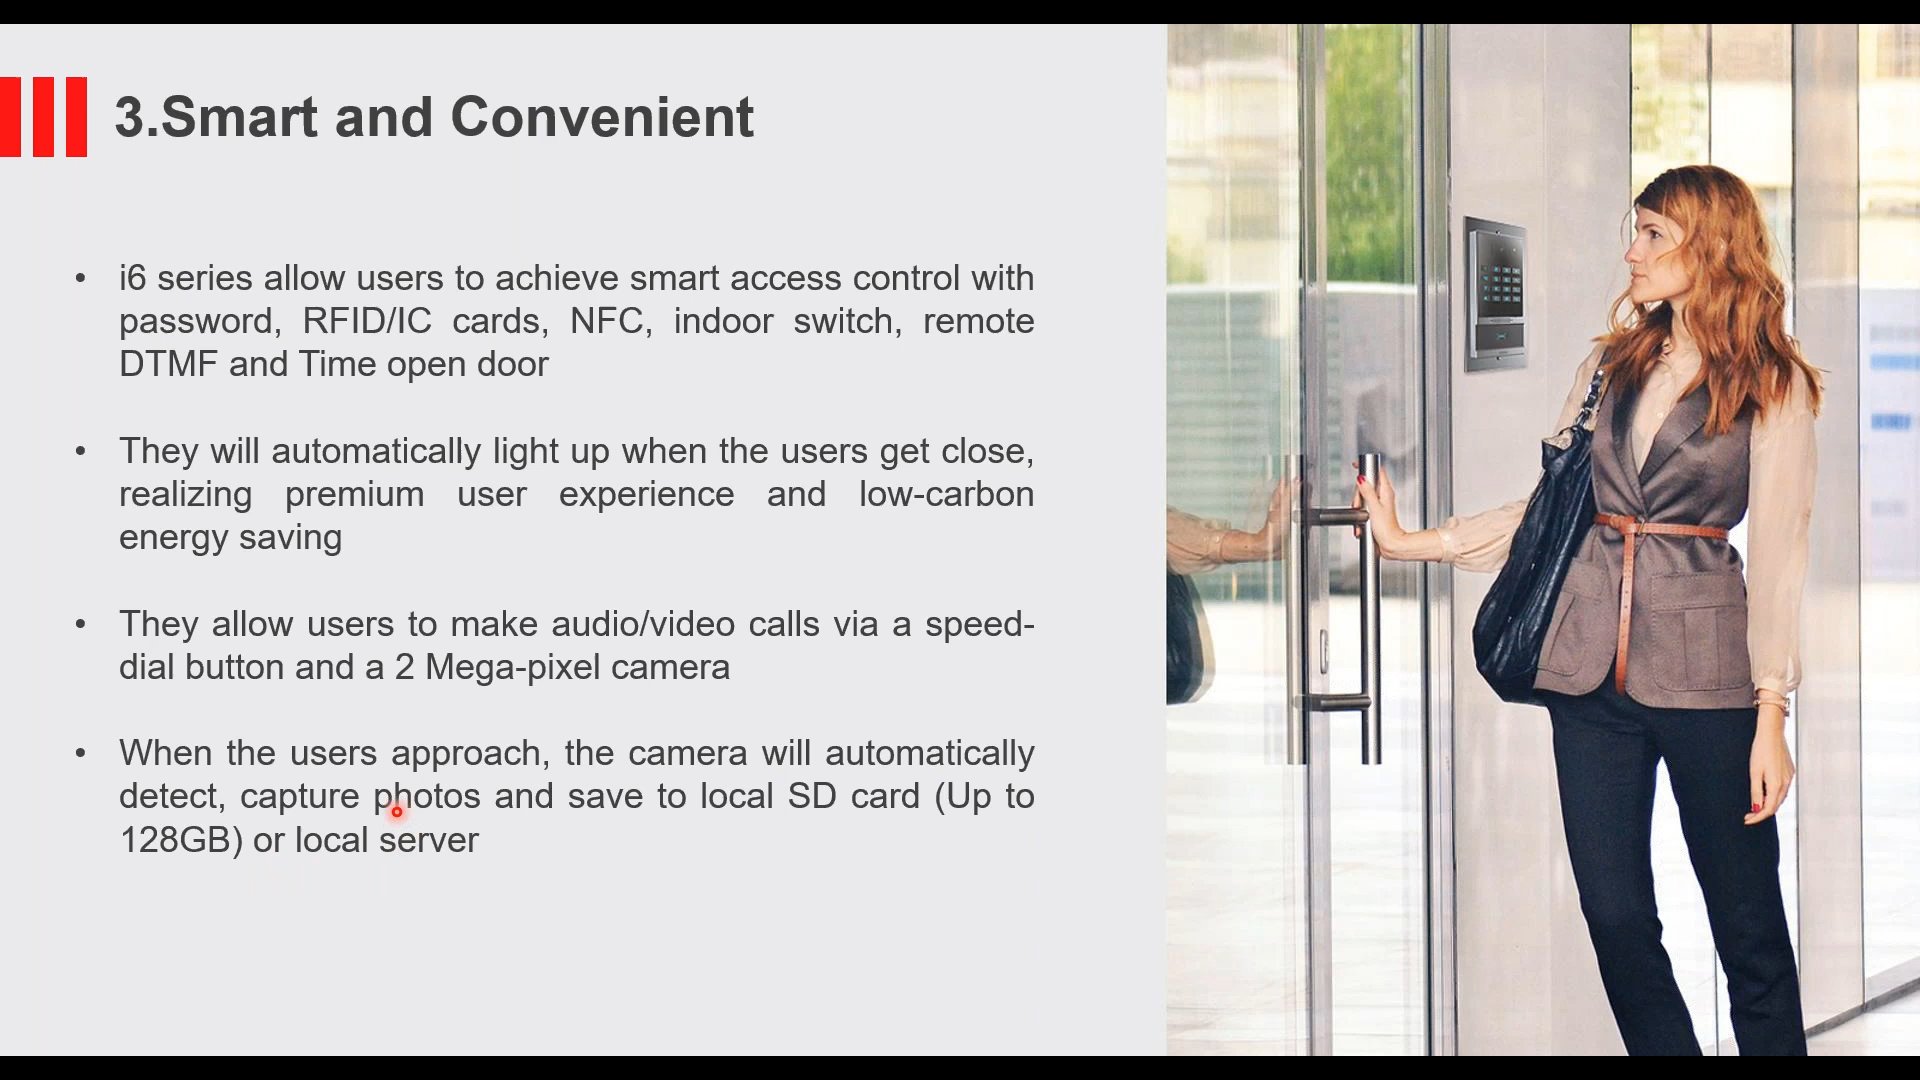 3.Smart and Convenient
• i6 series allow users to achieve smart access control with
password, RFID/IC cards, NFC, indoor switch, remote
DTMF and Time open door
• They will automatically light up when the users get close,
realizing premium user experience and low-carbon
energy saving
• They allow users to make audio/video calls via a speed-
dial button and a 2 Mega-pixel camera
• When the users approach, the camera will automatically
detect, capture photos and save to local SD card (Up to
128GB) or local server